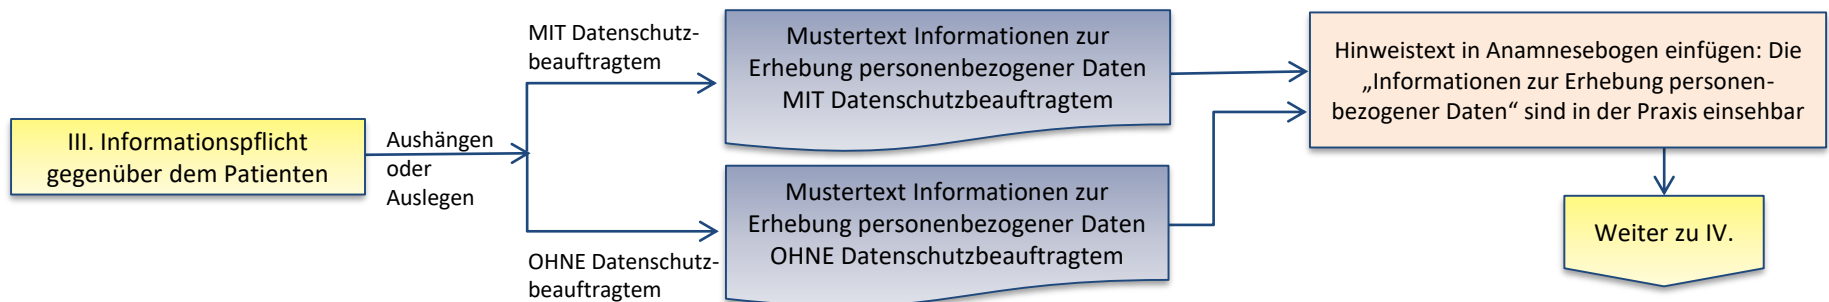 III. Informationspflicht
gegenüber dem Patienten
Aushängen
oder
Auslegen
MIT Datenschutz-
beauftragtem
Mustertext Informationen zur
Erhebung personenbezogener Daten
MIT Datenschutzbeauftragtem
OHNE Datenschutz-
beauftragtem
Mustertext Informationen zur
Erhebung personenbezogener Daten
OHNE Datenschutzbeauftragtem
Hinweistext in Anamnesebogen einfügen: Die
„Informationen zur Erhebung personen-
bezogener Daten“ sind in der Praxis einsehbar
Weiter zu IV.